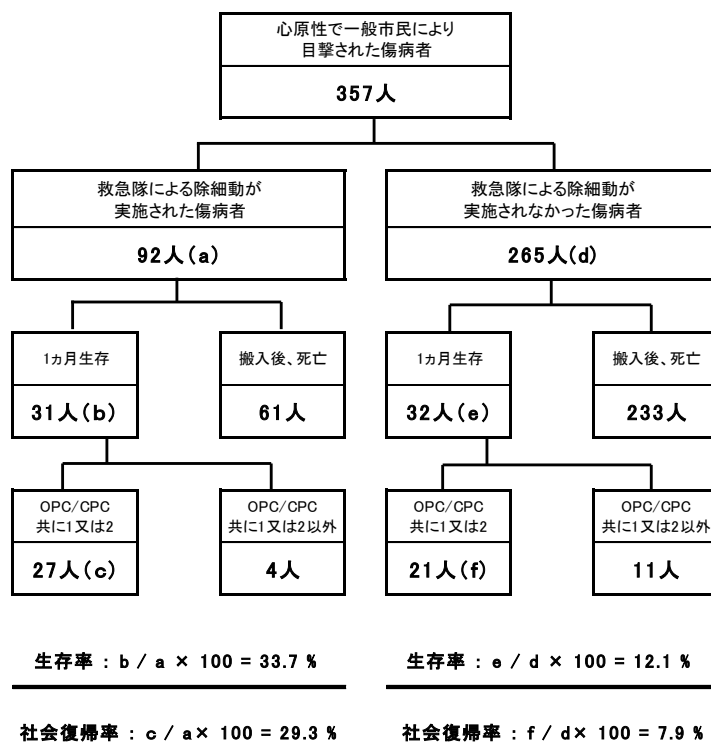 心原性で一般市民により
目撃された傷病者
357人
救急隊による除細動が
実施された傷病者
92人(a)
救急隊による除細動が
実施されなかった傷病者
265人(d)
1ヵ月生存
31人(b)
搬入後、死亡
61人
1ヵ月生存
32人(e)
搬入後、死亡
233人
OPC/CPC
共に1又は2
27人(c)
OPC/CPC
共に1又は2以外
4人
OPC/CPC
共に1又は2
21人(f)
OPC/CPC
共に1又は2以外
11人
生存率 : b / a × 100 = 33.7 %
生存率 : e / d × 100 = 12.1 %
社会復帰率 : c / a× 100 = 29.3 %
社会復帰率 : f / d× 100 = 7.9 %